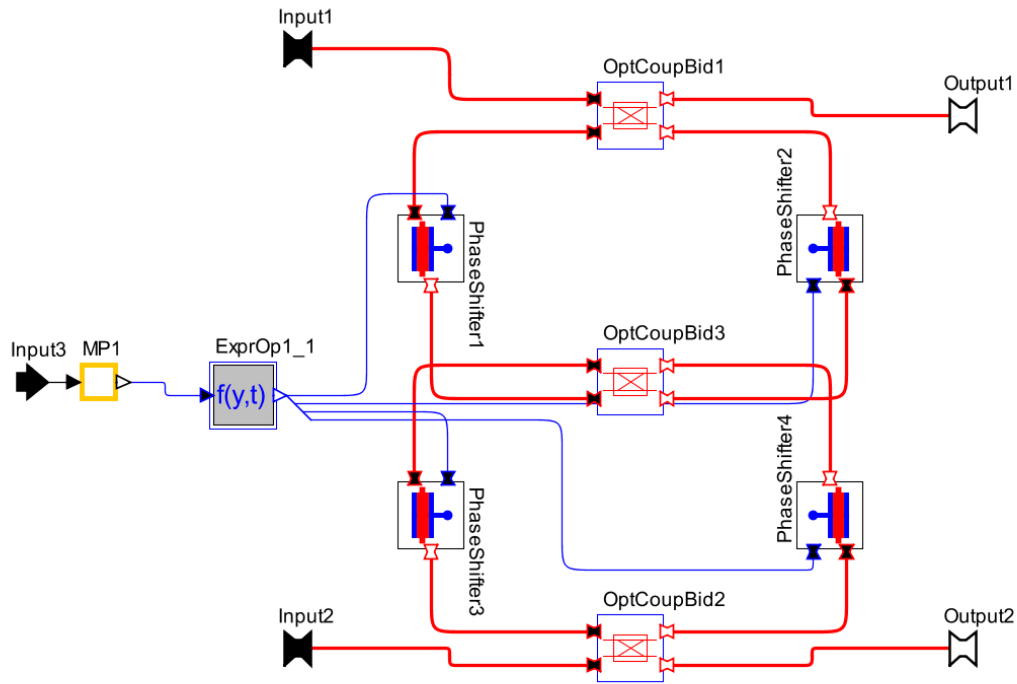 Input1
OptCoupBid1
Output1
PhaseShifter2
PhaseShifter1
OptCoupBid3
Input3
MP1
ExprOp1_1
f(y,t)
PhaseShifter4
PhaseShifter3
Input2
OptCoupBid2
Output2